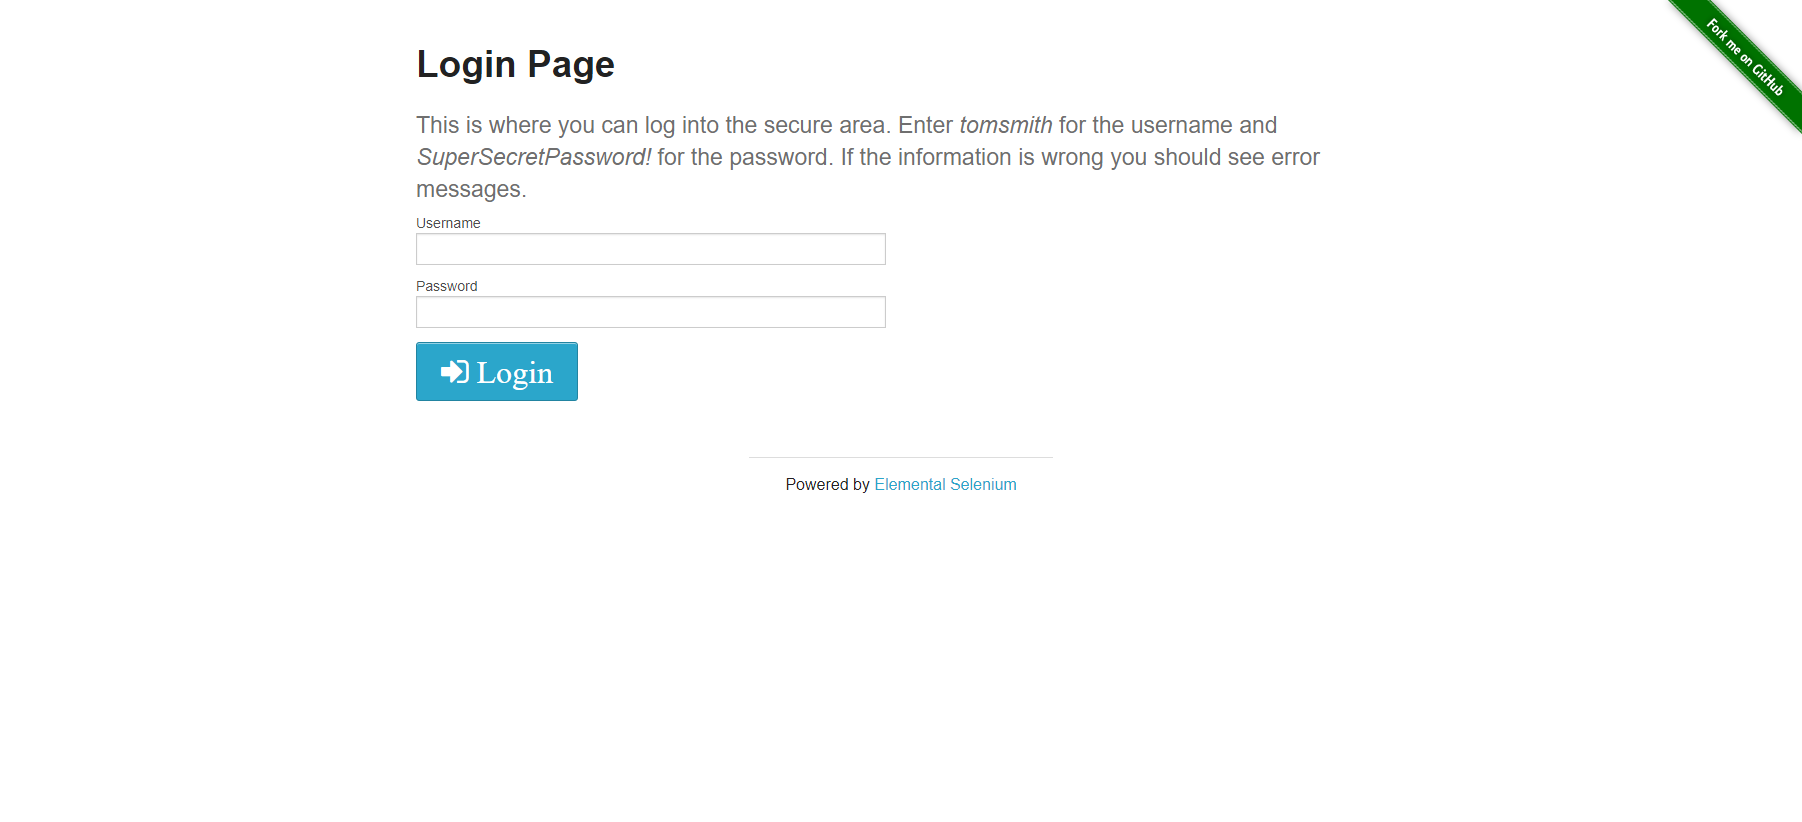 Fork me on GitHub
Login Page
This is where you can log into the secure area. Enter tomsmith for the username and
SuperSecretPassword! for the password. If the information is wrong you should see error
messages.
Username
Password
Login
Powered by Elemental Selenium